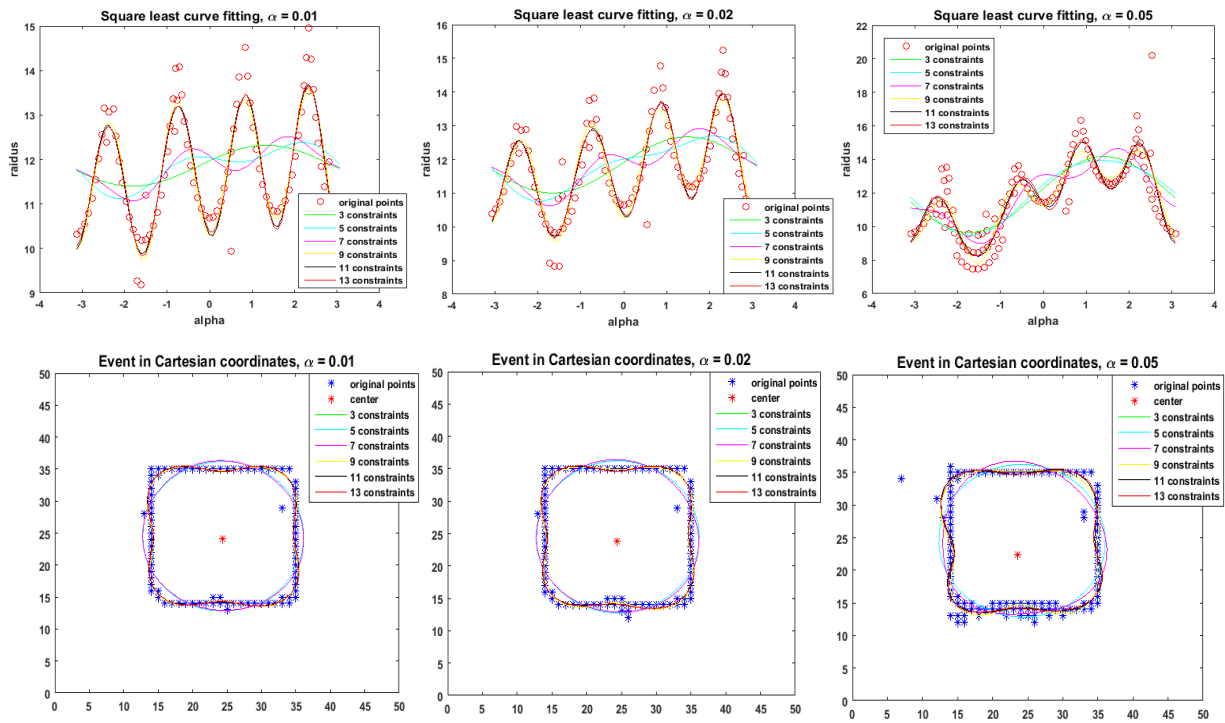 Square least curve fitting, α = 0.01
15
14
13
12
11
10
9
raidus
-4
-3
-2
-1
0
1
2
3
4
alpha
original points
3 constraints
5 constraints
7 constraints
9 constraints
11 constraints
13 constraints
Square least curve fitting, α = 0.02
16
15
14
13
12
11
10
9
8
raidus
-4
-3
-2
-1
0
1
2
3
4
alpha
original points
3 constraints
5 constraints
7 constraints
9 constraints
11 constraints
13 constraints
Square least curve fitting, α = 0.05
22
20
18
16
14
12
10
8
6
raidus
-4
-3
-2
-1
0
1
2
3
4
alpha
original points
3 constraints
5 constraints
7 constraints
9 constraints
11 constraints
13 constraints
Event in Cartesian coordinates, α = 0.01
50
45
40
35
30
25
20
15
10
5
0
0
5
10
15
20
25
30
35
40
45
50
original points
center
3 constraints
5 constraints
7 constraints
9 constraints
11 constraints
13 constraints
Event in Cartesian coordinates, α = 0.02
50
45
40
35
30
25
20
15
10
5
0
0
5
10
15
20
25
30
35
40
45
50
original points
center
3 constraints
5 constraints
7 constraints
9 constraints
11 constraints
13 constraints
Event in Cartesian coordinates, α = 0.05
50
45
40
35
30
25
20
15
10
5
0
0
5
10
15
20
25
30
35
40
45
50
original points
center
3 constraints
5 constraints
7 constraints
9 constraints
11 constraints
13 constraints